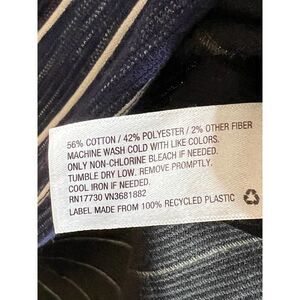 56% COTTON / 42% POLYESTER / 2% OTHER FIBER
MACHINE WASH COLD WITH LIKE COLORS.
ONLY NON-CHLORINE BLEACH IF NEEDED.
TUMBLE DRY LOW. REMOVE PROMPTLY.
COOL IRON IF NEEDED.
RN17730 VN3681882
LABEL MADE FROM 100% RECYCLED PLASTIC